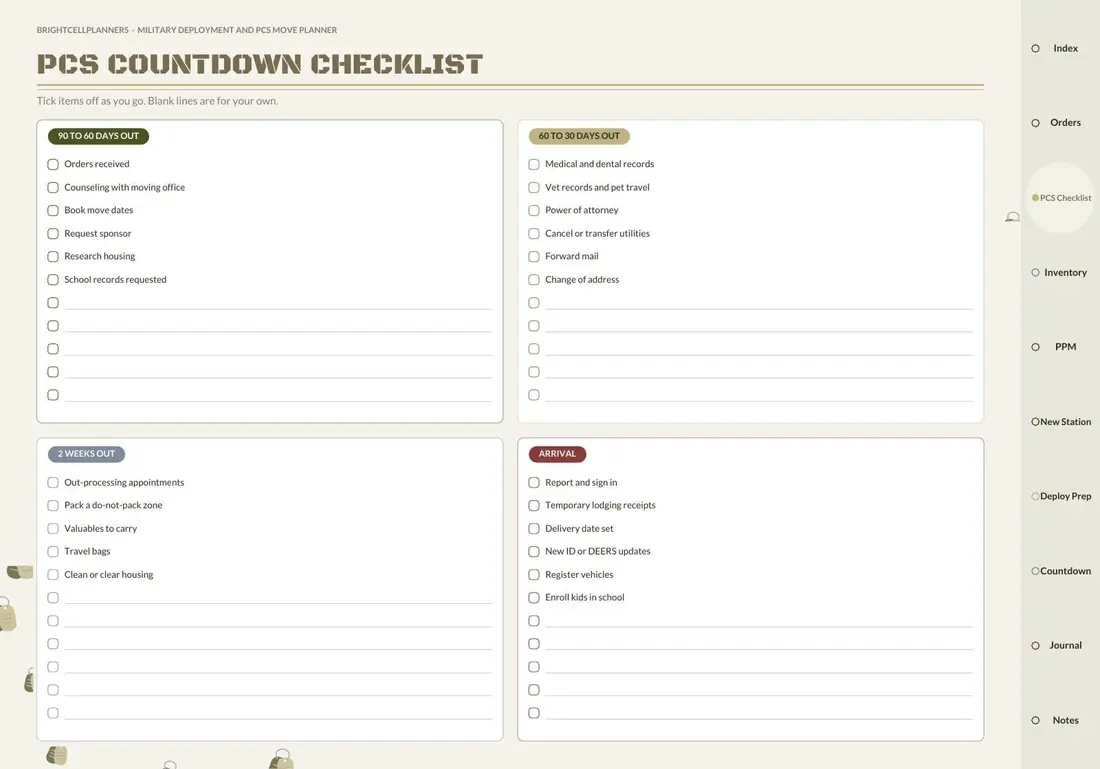 BRIGHTCELLPLANNERS · MILITARY DEPLOYMENT AND PCS MOVE PLANNER
PCS COUNTDOWN CHECKLIST
Tick items off as you go. Blank lines are for your own.
90 TO 60 DAYS OUT
Orders received
Counseling with moving office
Book move dates
Request sponsor
Research housing
School records requested
60 TO 30 DAYS OUT
Medical and dental records
Vet records and pet travel
Power of attorney
Cancel or transfer utilities
Forward mail
Change of address
2 WEEKS OUT
Out-processing appointments
Pack a do-not-pack zone
Valuables to carry
Travel bags
Clean or clear housing
ARRIVAL
Report and sign in
Temporary lodging receipts
Delivery date set
New ID or DEERS updates
Register vehicles
Enroll kids in school
Index
Orders
PCS Checklist
Inventory
PPM
New Station
Deploy Prep
Countdown
Journal
Notes